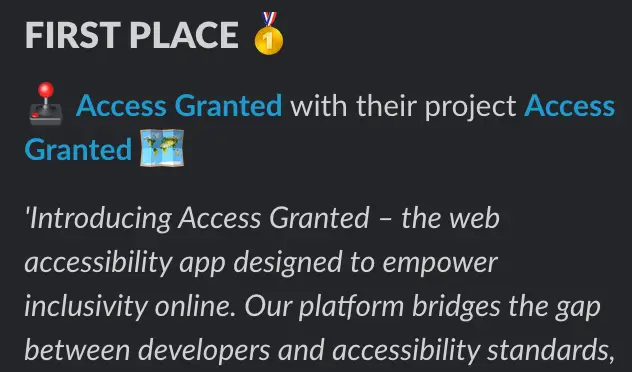 FIRST PLACE 🥇
🕹️ Access Granted with their project Access
Granted 🗺️
'Introducing Access Granted – the web
accessibility app designed to empower
inclusivity online. Our platform bridges the gap
between developers and accessibility standards,